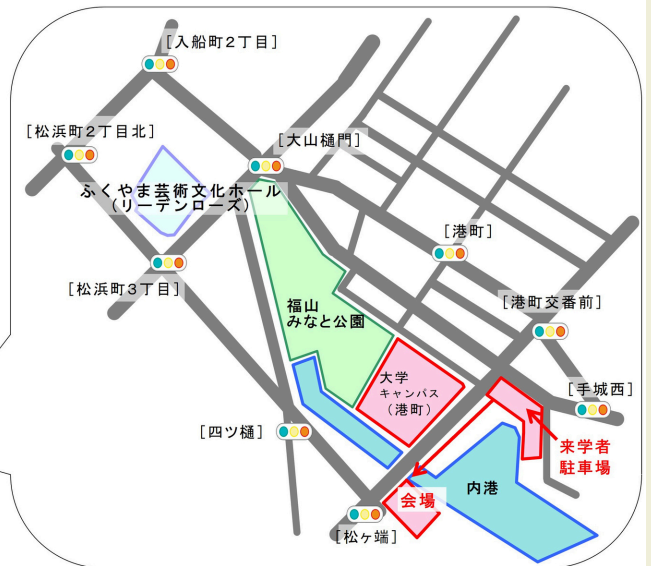 [入船町２丁目]
[松浜町２丁目北]
[大山樋門]
ふくやま芸術文化ホール
(リーデンローズ)
[港町]
[松浜町３丁目]
[港町交番前]
福山
みなと公園
大学
キャンパス
(港町)
[手城西]
[四ツ樋]
来学者
駐車場
内港
会場
[松ヶ端]